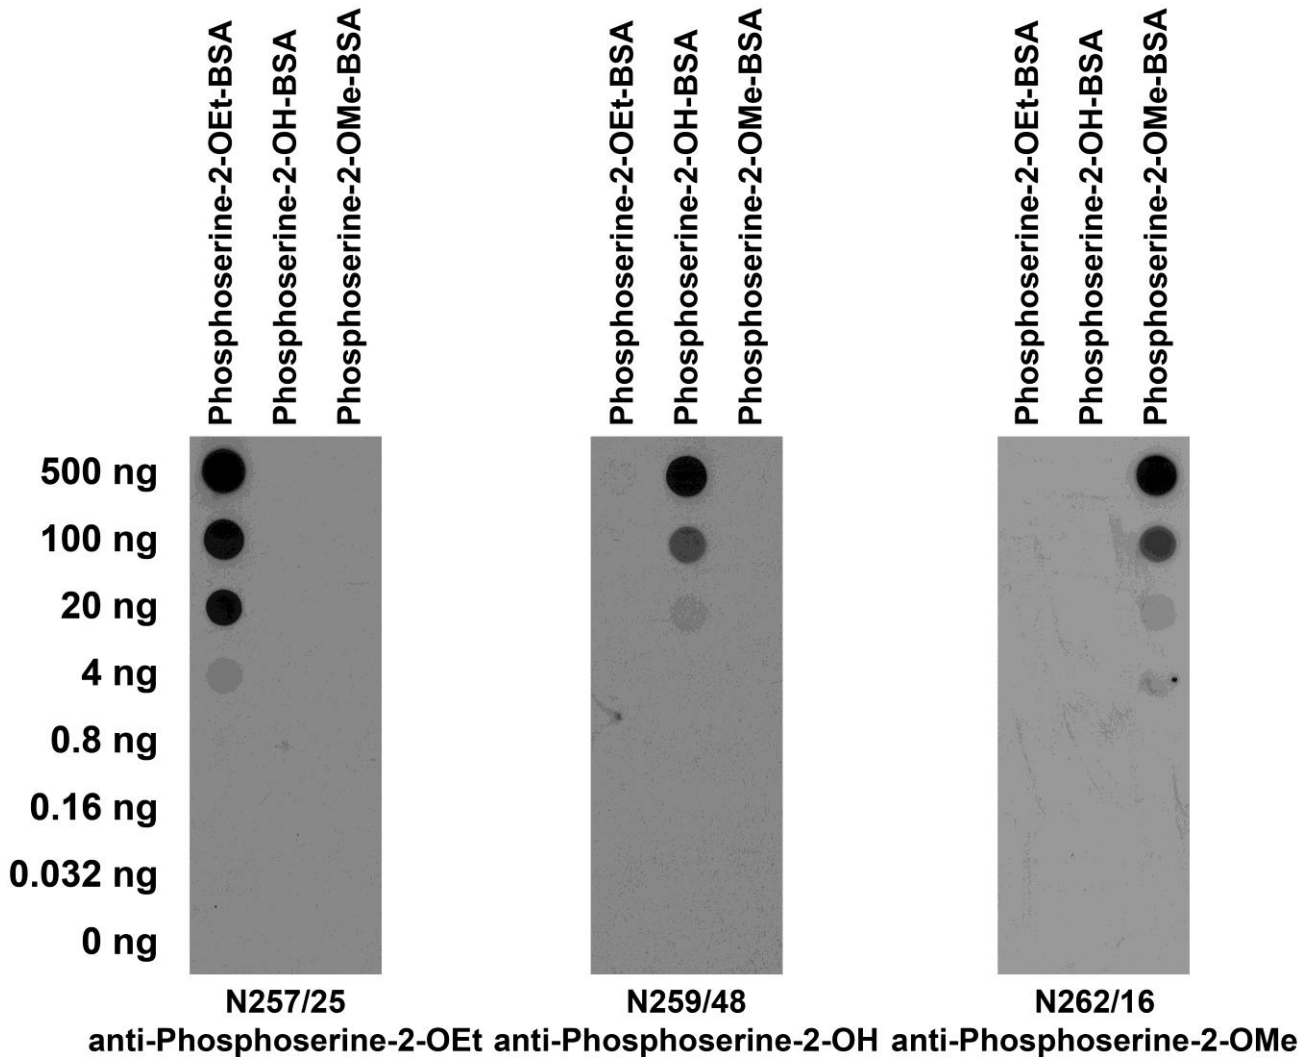 Phosphoserine-2-OEt-BSA
Phosphoserine-2-OH-BSA
Phosphoserine-2-OMe-BSA
Phosphoserine-2-OEt-BSA
Phosphoserine-2-OH-BSA
Phosphoserine-2-OMe-BSA
Phosphoserine-2-OEt-BSA
Phosphoserine-2-OH-BSA
Phosphoserine-2-OMe-BSA
500 ng
100 ng
20 ng
4 ng
0.8 ng
0.16 ng
0.032 ng
0 ng
N257/25
anti-Phosphoserine-2-OEt
N259/48
anti-Phosphoserine-2-OH
N262/16
anti-Phosphoserine-2-OMe